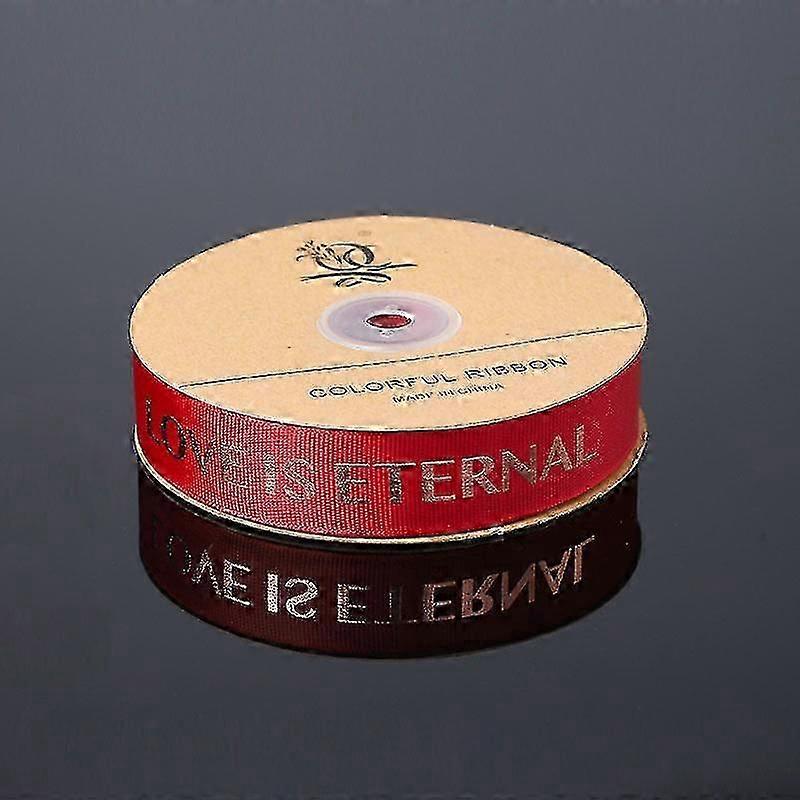 COLORFUL RIBBON
MADE IN CHINA
LOVE IS ETERNAL